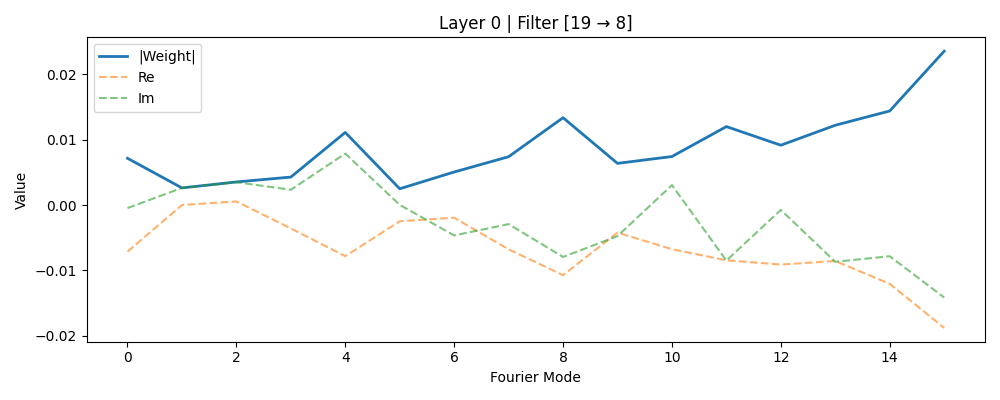 Layer 0 | Filter [19 → 8]
|Weight|
Re
Im
0.02
0.01
0.00
−0.01
−0.02
Value
0 2 4 6 8 10 12 14
Fourier Mode